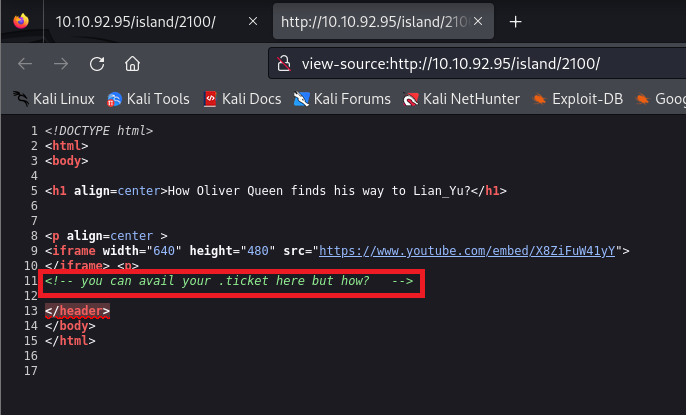 10.10.92.95/island/2100/
http://10.10.92.95/island/210
view-source:http://10.10.92.95/island/2100/
Kali Linux Kali Tools Kali Docs Kali Forums Kali NetHunter Exploit-DB Goog
1 <!DOCTYPE html>
2 <html>
3 <body>
4
5 <h1 align=center>How Oliver Queen finds his way to Lian_Yu?</h1>
6
7
8 <p align=center >
9 <iframe width="640" height="480" src="https://www.youtube.com/embed/X8ZiFuW41yY">
10 </iframe> <p>
11 <!-- you can avail your .ticket here but how?   -->
12
13 </header>
14 </body>
15 </html>
16
17